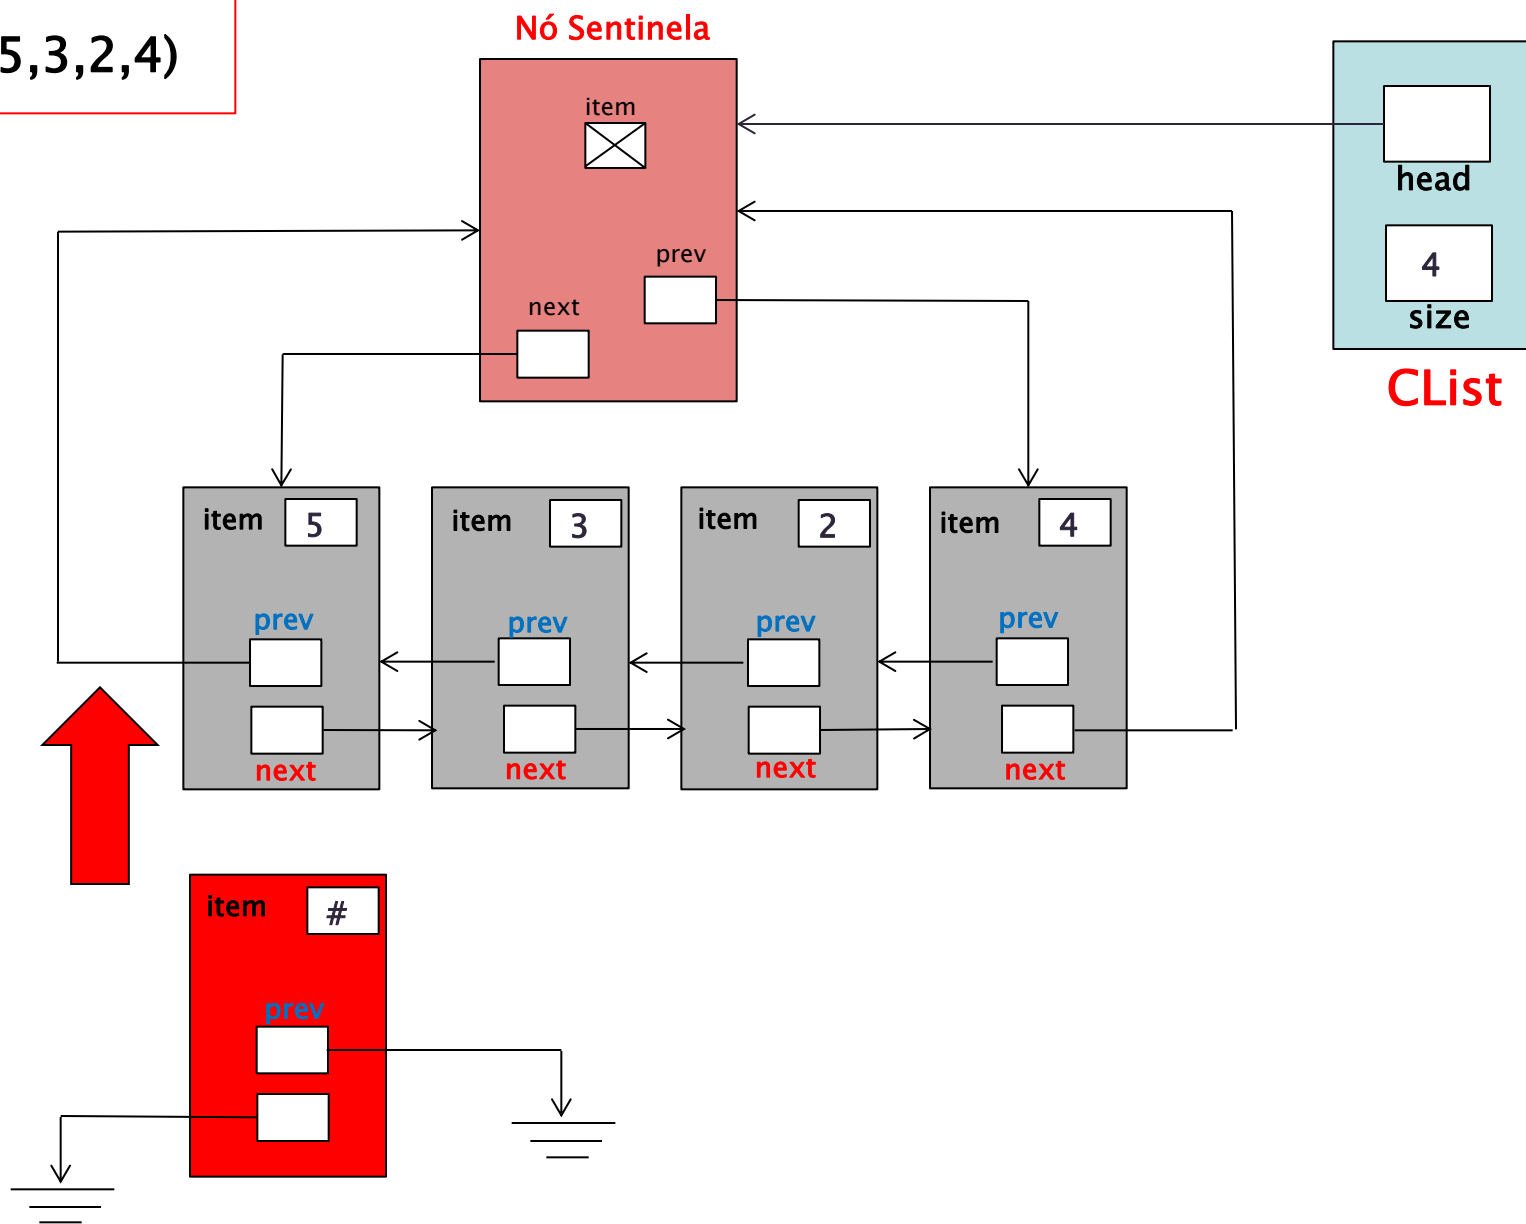 5,3,2,4)
Nó Sentinela
item
prev
next
head
4
size
CList
item 5
prev
next
item 3
prev
next
item 2
prev
next
item 4
prev
next
item #
prev